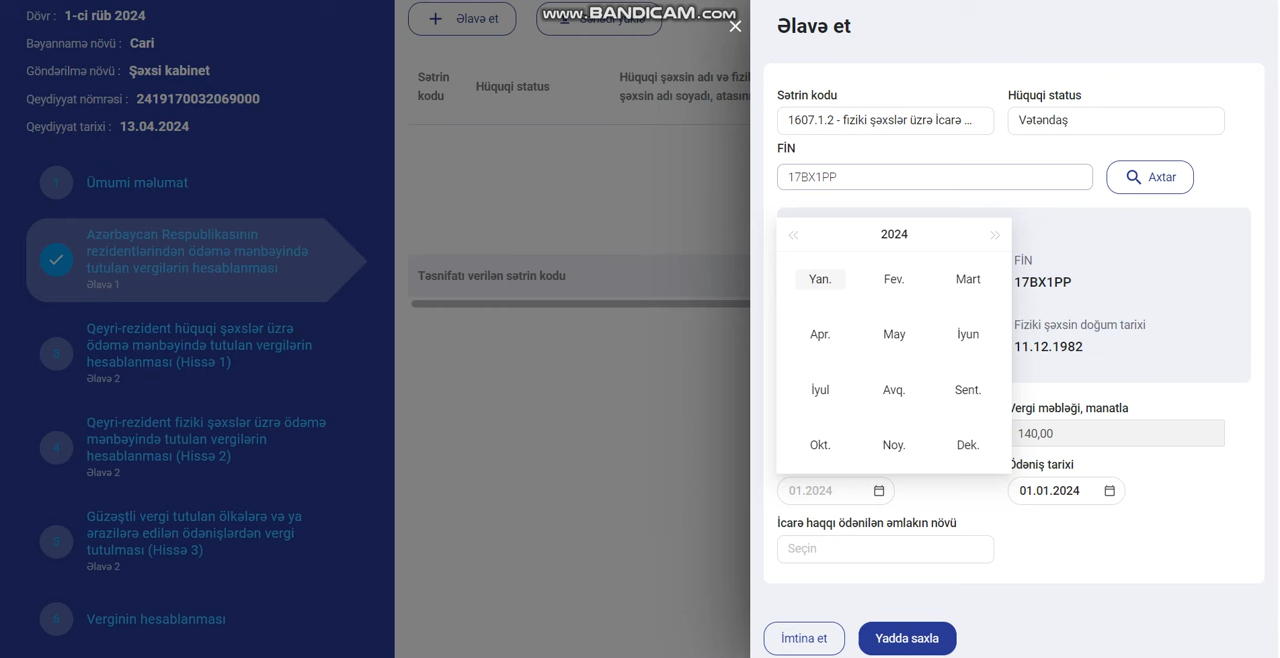 Dövr : 1-ci rüb 2024
Bəyannamə növü : Cari
Göndərilmə növü : Şəxsi kabinet
Qeydiyyat nömrəsi : 2419170032069000
Qeydiyyat tarixi : 13.04.2024
1 Ümumi məlumat
Azərbaycan Respublikasının
rezidentlərindən ödəmə mənbəyində
tutulan vergilərin hesablanması
Əlavə 1
3 Qeyri-rezident hüquqi şəxslər üzrə
ödəmə mənbəyində tutulan vergilərin
hesablanması (Hissə 1)
Əlavə 2
4 Qeyri-rezident fiziki şəxslər üzrə ödəmə
mənbəyində tutulan vergilərin
hesablanması (Hissə 2)
Əlavə 2
5 Güzəştli vergi tutulan ölkələrə və ya
ərazilərə edilən ödənişlərdən vergi
tutulması (Hissə 3)
Əlavə 2
6 Verginin hesablanması
+ Əlavə et
www.BANDICAM.com
Sətrin
kodu
Hüquqi status
Hüquqi şəxsin adı və fizi
şəxsin adı soyadı, atasını
Təsnifatı verilən sətrin kodu
Əlavə et
Sətrin kodu Hüquqi status
1607.1.2 - fiziki şəxslər üzrə İcarə ... Vətəndaş
FİN
17BX1PP Axtar
2024
Yan. Fev. Mart
Apr. May İyun
İyul Avq. Sent.
Okt. Noy. Dek.
FİN
17BX1PP
Fiziki şəxsin doğum tarixi
11.12.1982
Vergi məbləği, manatla
140,00
Ödəniş tarixi
01.2024 01.01.2024
İcarə haqqı ödənilən əmlakın növü
Seçin
İmtina et Yadda saxla